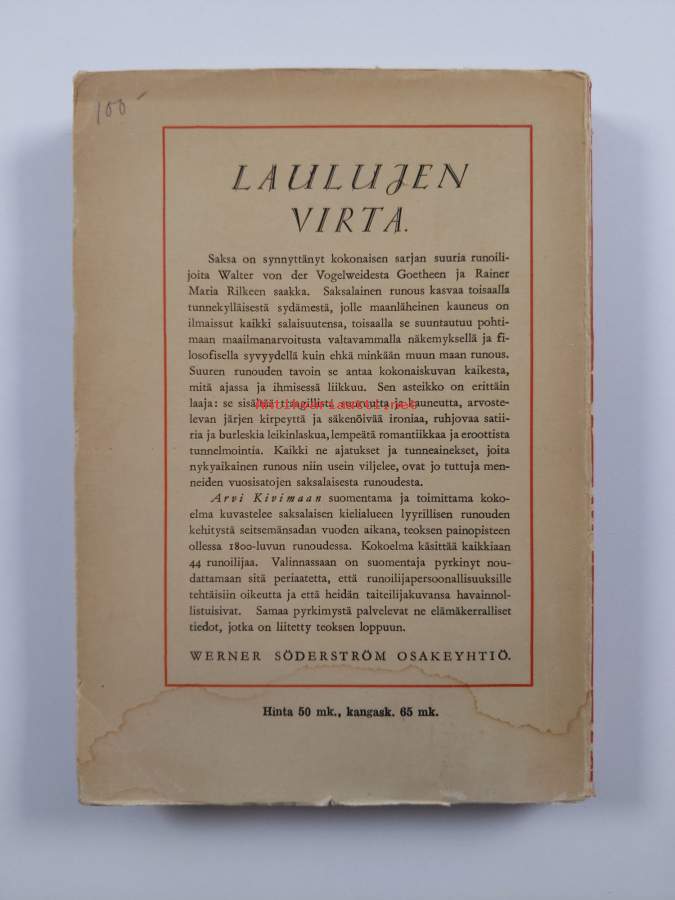 100-
LAULUJEN
VIRTA.
Saksa on synnyttänyt kokonaisen sarjan suuria runoili-
joita Walter von der Vogelweidesta Goetheen ja Rainer
Maria Rilkeen saakka. Saksalainen runous kasvaa toisaalla
tunnekylläisestä sydämestä, jolle maanläheinen kauneus on
ilmaissut kaikki salaisuutensa, toisaalla se suuntautuu pohti-
maan maailmanarvoitusta valtavammalla näkemyksellä ja fi-
losofisella syvyydellä kuin ehkä minkään muun maan runous.
Suuren runouden tavoin se antaa kokonaiskuvan kaikesta,
mitä ajassa ja ihmisessä liikkuu. Sen asteikko on erittäin
laaja: se sisältää ja kauneutta, arvoste-
Antikvariaatti.net
levan järjen kirpeyttä ja säkenöivää ironiaa, ruhjovaa satii-
ria ja burleskia leikinlaskua, lempeätä romantiikkaa ja eroottista
tunnelmointia. Kaikki ne ajatukset ja tunneainekset, joita
nykyaikainen runous niin usein viljelee, ovat jo tuttuja men-
neiden vuosisatojen saksalaisesta runoudesta.
Arvi Kivimaan suomentama ja toimittama koko-
elma kuvastelee saksalaisen kielialueen lyyrillisen runouden
kehitystä seitsemänsadan vuoden aikana, teoksen painopisteen
ollessa 1800-luvun runoudessa. Kokoelma käsittää kaikkiaan
44 runoilijaa. Valinnassaan on suomentaja pyrkinyt nou-
dattamaan sitä periaatetta, että runoilijapersoonallisuuksille
tehtäisiin oikeutta ja että heidän taiteilijakuvansa havainnol-
listuisivat. Samaa pyrkimystä palvelevat ne elämäkerralliset
tiedot, jotka on liitetty teoksen loppuun.
WERNER SÖDERSTRÖM OSAKEYHTIÖ.
Hinta 50 mk., kangask. 65 mk.